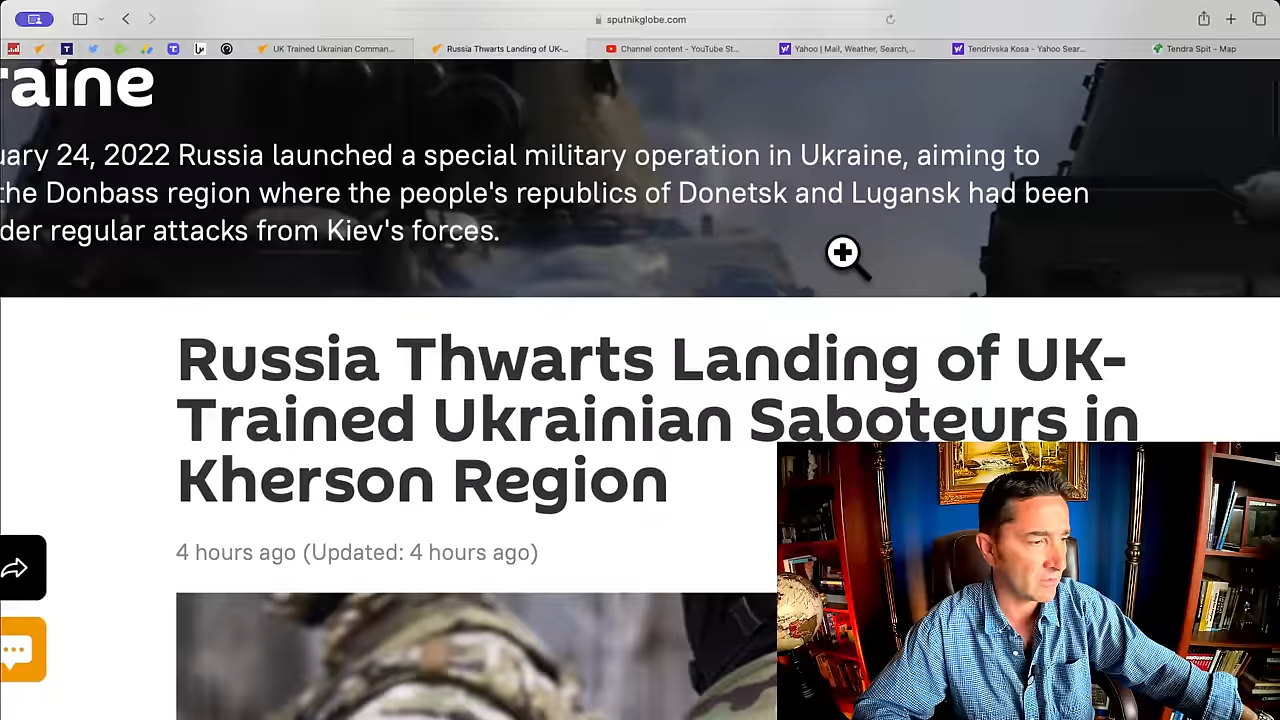 sputnikglobe.com
UK Trained Ukrainian Comman...
Russia Thwarts Landing of UK-...
Channel content - YouTube St...
Yahoo | Mail, Weather, Search,...
Tendrivska Kosa - Yahoo Sear...
Tendra Spit - Map
raine
uary 24, 2022 Russia launched a special military operation in Ukraine, aiming to
the Donbass region where the people's republics of Donetsk and Lugansk had been
der regular attacks from Kiev's forces.
Russia Thwarts Landing of UK-
Trained Ukrainian Saboteurs in
Kherson Region
4 hours ago (Updated: 4 hours ago)